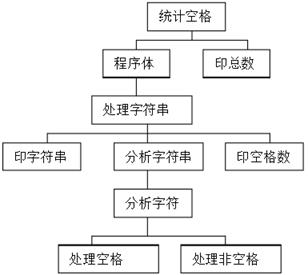 统计空格
程序体
印总数
处理字符串
印字符串
分析字符串
印空格数
分析字符
处理空格
处理非空格